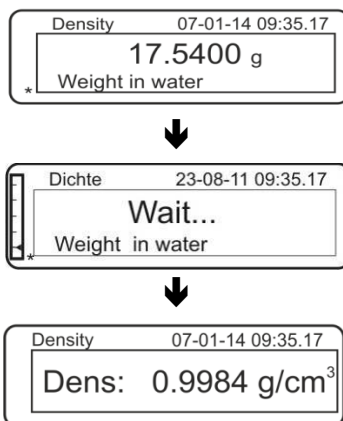 Density 07-01-14 09:35.17
17.5400 g
Weight in water
*
Dichte 23-08-11 09:35.17
Wait...
Weight in water
*
Density 07-01-14 09:35.17
Dens: 0.9984 g/cm³